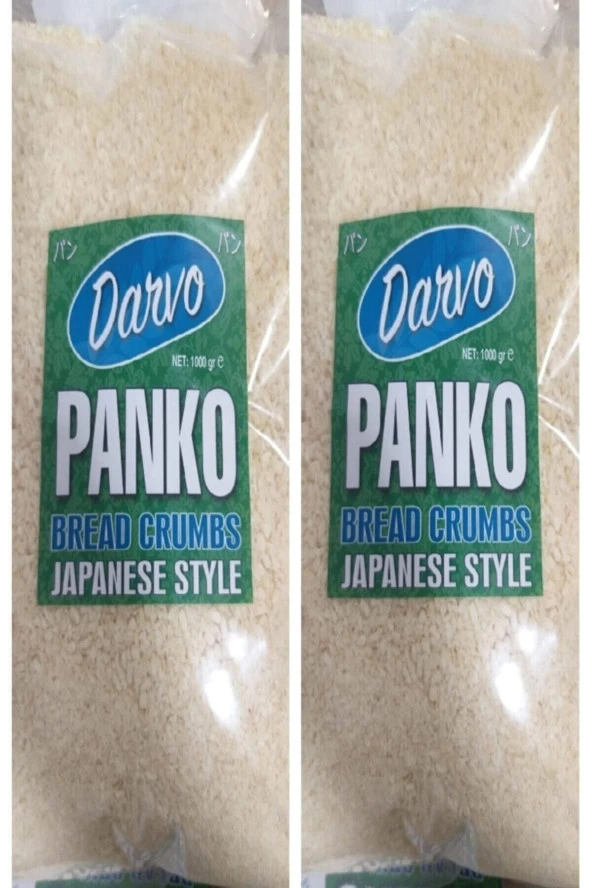 パン パン
Darvo
NET: 1000 gr e
PANKO
BREAD CRUMBS
JAPANESE STYLE
パン パン
Darvo
NET: 1000 gr e
PANKO
BREAD CRUMBS
JAPANESE STYLE